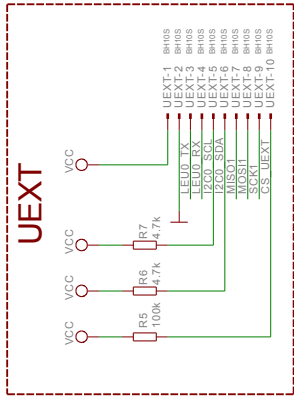 UEXT
VCC
VCC
VCC
VCC
R7
4.7k
R6
4.7k
R5
100k
UEXT-1 BH10S
UEXT-2 BH10S
UEXT-3 BH10S
UEXT-4 BH10S
UEXT-5 BH10S
UEXT-6 BH10S
UEXT-7 BH10S
UEXT-8 BH10S
UEXT-9 BH10S
UEXT-10 BH10S
LEU0_TX
LEU0_RX
I2C0_SCL
I2C0_SDA
MISO1
MOSI1
SCK1
CS_UEXT